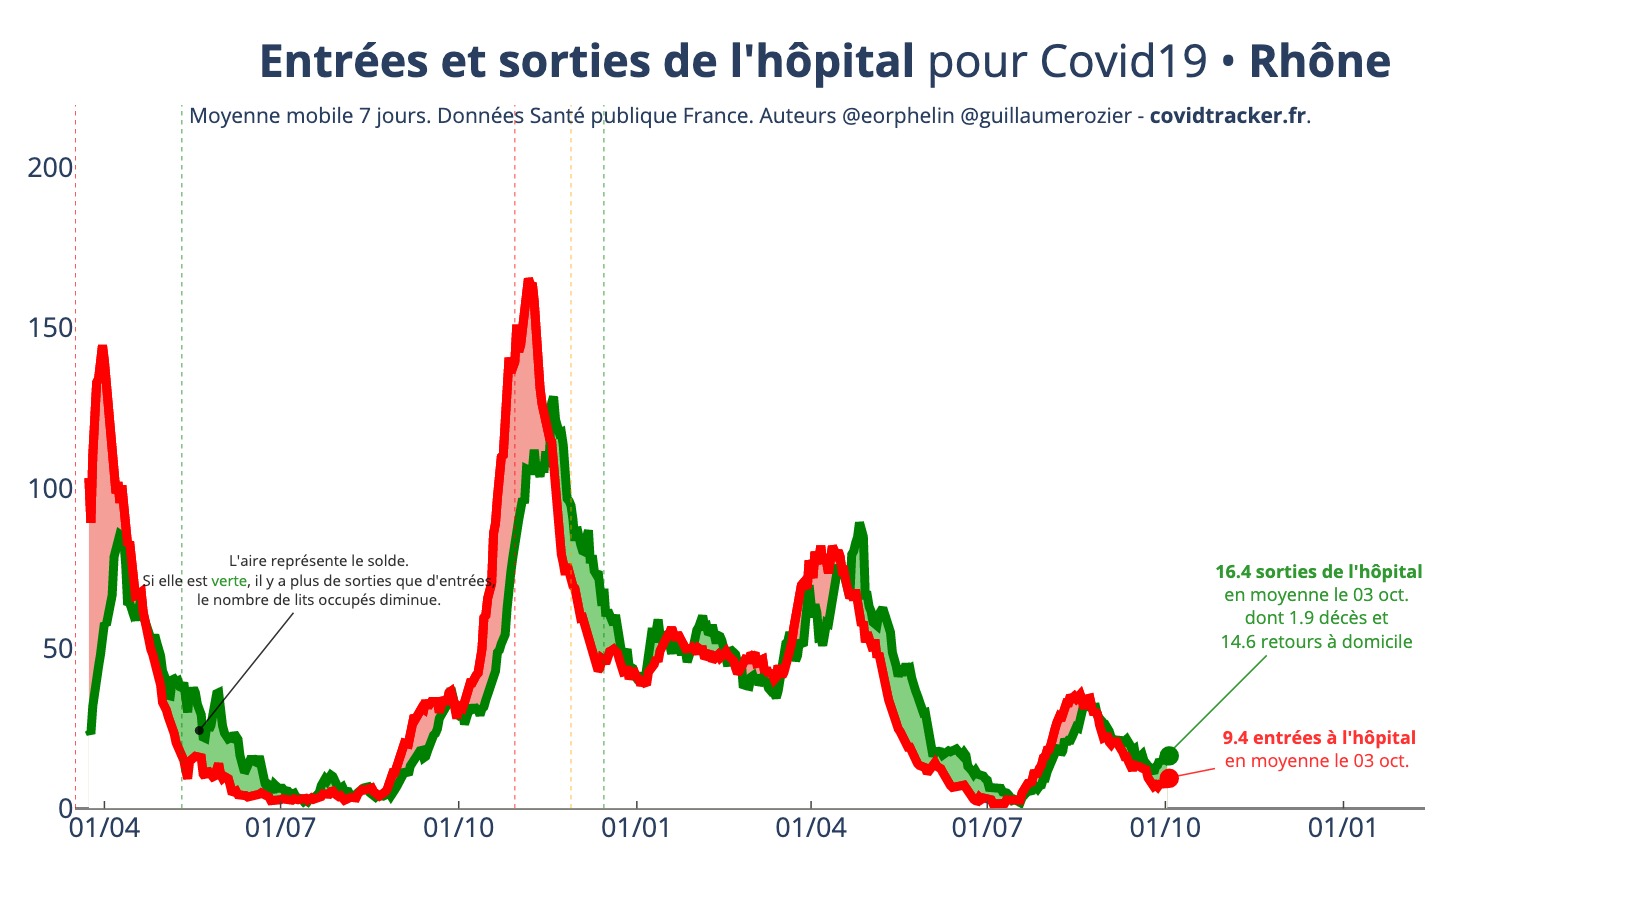 Entrées et sorties de l'hôpital pour Covid19 • Rhône
Moyenne mobile 7 jours. Données Santé publique France. Auteurs @eorphelin @guillaumerozier - covidtracker.fr.
200
150
100
50
0
L'aire représente le solde.
Si elle est verte, il y a plus de sorties que d'entrées,
le nombre de lits occupés diminue.
16.4 sorties de l'hôpital
en moyenne le 03 oct.
dont 1.9 décès et
14.6 retours à domicile
9.4 entrées à l'hôpital
en moyenne le 03 oct.
01/04 01/07 01/10 01/01 01/04 01/07 01/10 01/01